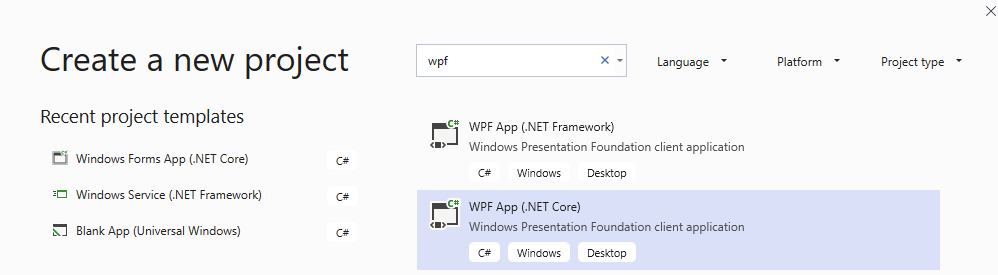 Create a new project
wpf
Language
Platform
Project type
Recent project templates
Windows Forms App (.NET Core)
C#
Windows Service (.NET Framework)
C#
Blank App (Universal Windows)
C#
C#
WPF App (.NET Framework)
Windows Presentation Foundation client application
C#
Windows
Desktop
C#
WPF App (.NET Core)
Windows Presentation Foundation client application
C#
Windows
Desktop